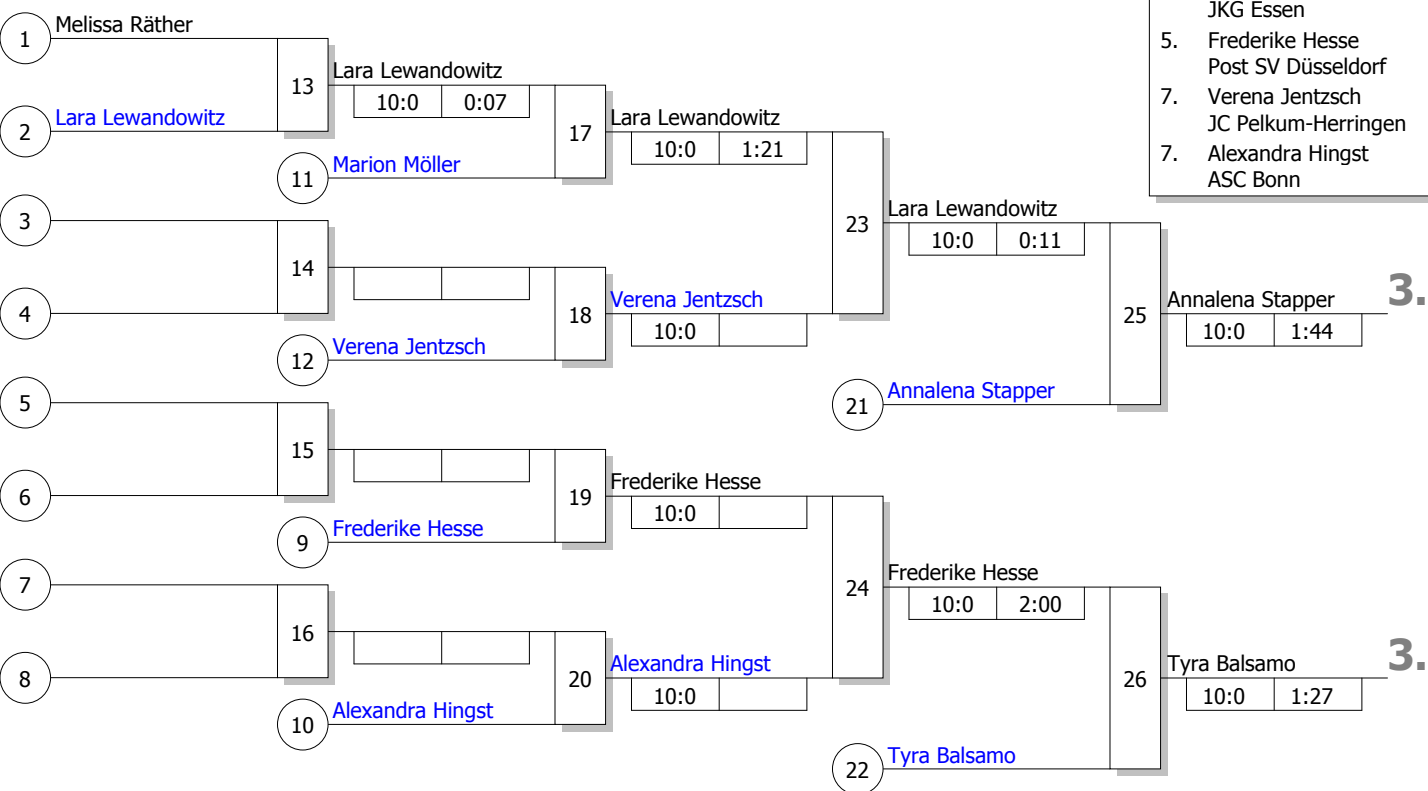 JKG Essen
5. Frederike Hesse
Post SV Düsseldorf
7. Verena Jentzsch
JC Pelkum-Herringen
7. Alexandra Hingst
ASC Bonn
1 Melissa Räther
2 Lara Lewandowitz
13 Lara Lewandowitz
10:0 0:07
11 Marion Möller
17 Lara Lewandowitz
10:0 1:21
3
4
14
12 Verena Jentzsch
18 Verena Jentzsch
10:0
23 Lara Lewandowitz
10:0 0:11
21 Annalena Stapper
25 Annalena Stapper 3.
10:0 1:44
5
6
15
9 Frederike Hesse
19 Frederike Hesse
10:0
7
8
16
10 Alexandra Hingst
20 Alexandra Hingst
10:0
24 Frederike Hesse
10:0 2:00
22 Tyra Balsamo
26 Tyra Balsamo 3.
10:0 1:27